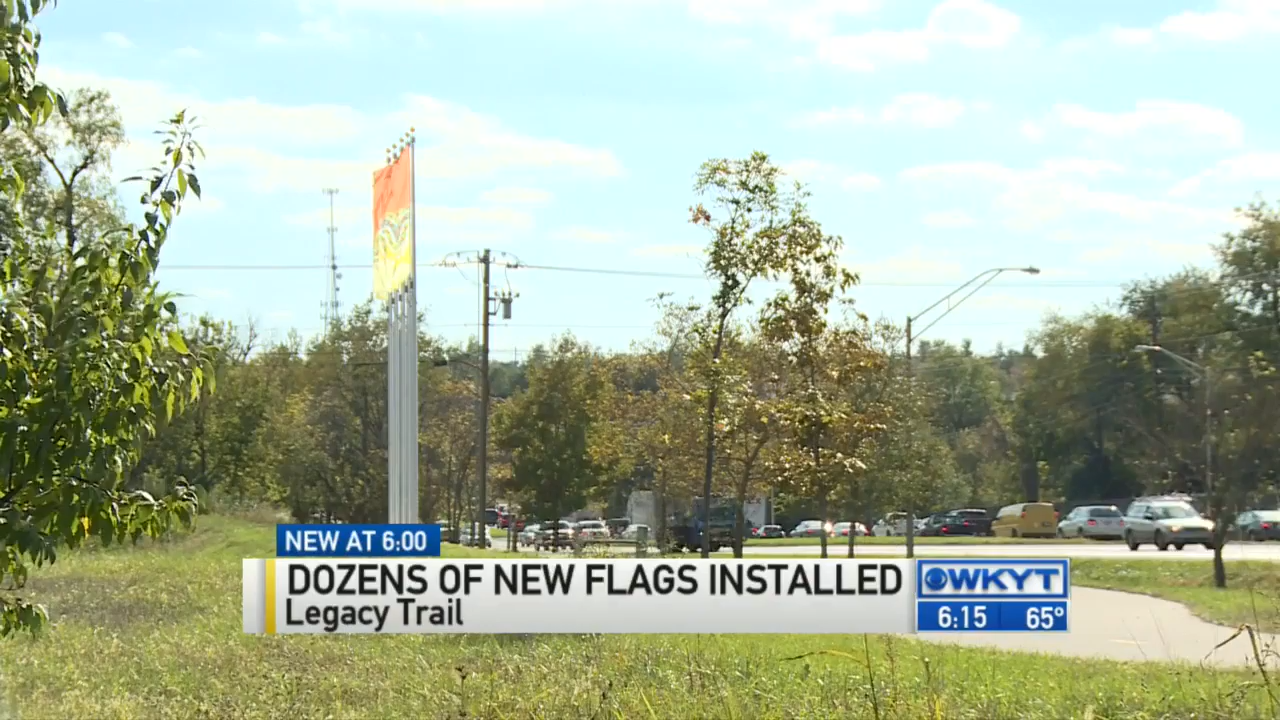 NEW AT 6:00
DOZENS OF NEW FLAGS INSTALLED
Legacy Trail
WKYT
6:15 65°